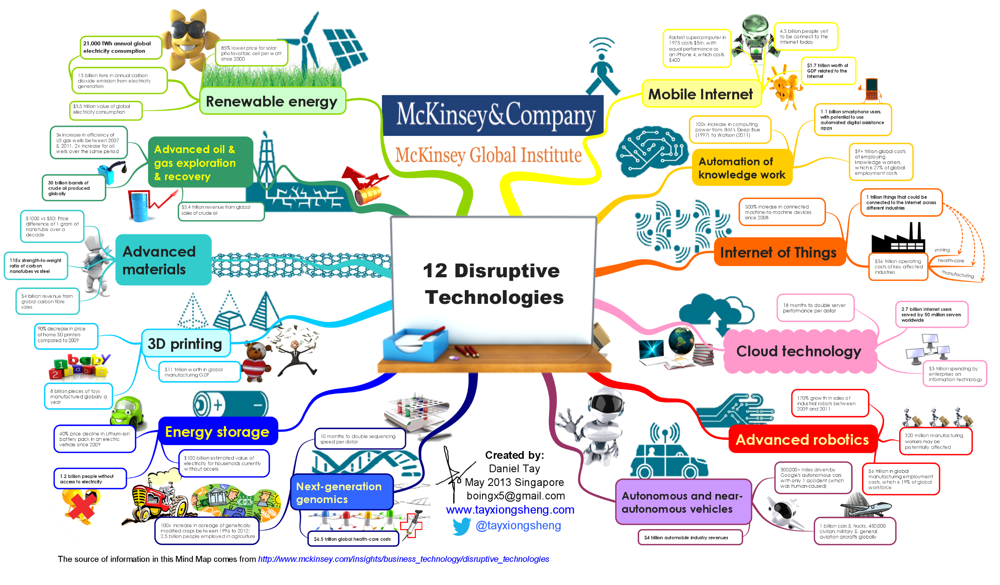 McKinsey&Company
McKinsey Global Institute
12 Disruptive
Technologies
Mobile Internet
Fastest supercomputer in
1975 costs $5m, with
equal performance as
an iPhone 4, which costs
$400
4.3 billion people yet
to be connect to the
Internet today
$1.7 trillion worth of
GDP related to the
Internet
Automation of
knowledge work
100x increase in computing
power from IBM's Deep Blue
(1997) to Watson (2011)
1.1 billion smartphone users,
with potential to use
automated digital assistance
apps
$9+ trillion global costs
of employing
knowledge workers,
which is 27% of global
employment costs
Internet of Things
300% increase in connected
machine-to-machine devices
since 2008
1 trillion things that could be
connected to the Internet across
different industries
$36 trillion operating
costs of key affected
industries
mining
health-care
manufacturing
Cloud technology
18 months to double server
performance per dollar
2.7 billion Internet users
served by 50 million servers
worldwide
$3 trillion spending by
enterprises on
information technology
Advanced robotics
170% growth in sales of
industrial robots between
2009 and 2011
320 million manufacturing
workers may be
potentially affected
$6 trillion in global
manufacturing employment
costs, which is 19% of global
workforce
Autonomous and near-
autonomous vehicles
300,000+ miles driven by
Google's autonomous cars
with only 1 accident (which
was human-caused)
1 billion cars & trucks. 450,000
civilian, military & general
aviation aircrafts globally
$4 trillion automobile industry revenues
Next-generation
genomics
10 months to double sequencing
speed per dollar
100x increase in acreage of genetically
modified crops between 1996 to 2012;
2.5 billion people employed in agriculture
$6.5 trillion global health-care costs
Energy storage
40% price decline in Lithium-Ion
battery pack in an electric
vehicle since 2009
$100 billion estimated value of
electricity for households currently
without access
1.2 billion people without
access to electricity
3D printing
90% decrease in price
of home 3D printers
compared to 2009
$11 trillion worth in global
manufacturing GDP
baby
1
2 3 a b c
8 billion pieces of toys
manufactured globally a
year
Advanced
materials
$1000 vs $50: Price
difference of 1 gram of
nanotube over a
decade
115x strength-to-weight
ratio of carbon
nanotubes vs steel
$4 billion revenue from
global carbon fibre
sales
Advanced oil &
gas exploration
& recovery
3x increase in efficiency of
US gas wells between 2007
& 2011. 2x increase for oil
wells over the same period
30 billion barrels of
crude oil produced
globally
$3.4 trillion revenue from global
sales of crude oil
Renewable energy
21,000 TWh annual global
electricity consumption
85% lower price for solar
photovoltaic cell per watt
since 2000
13 billion tons in annual carbon
dioxide emission from electricity
generation
$3.5 trillion value of global
electricity consumption
Created by:
Daniel Tay
May 2013 Singapore
boingx5@gmail.com
www.tayxiongsheng.com
@tayxiongsheng
The source of information in this Mind Map comes from http://www.mckinsey.com/insights/business_technology/disruptive_technologies